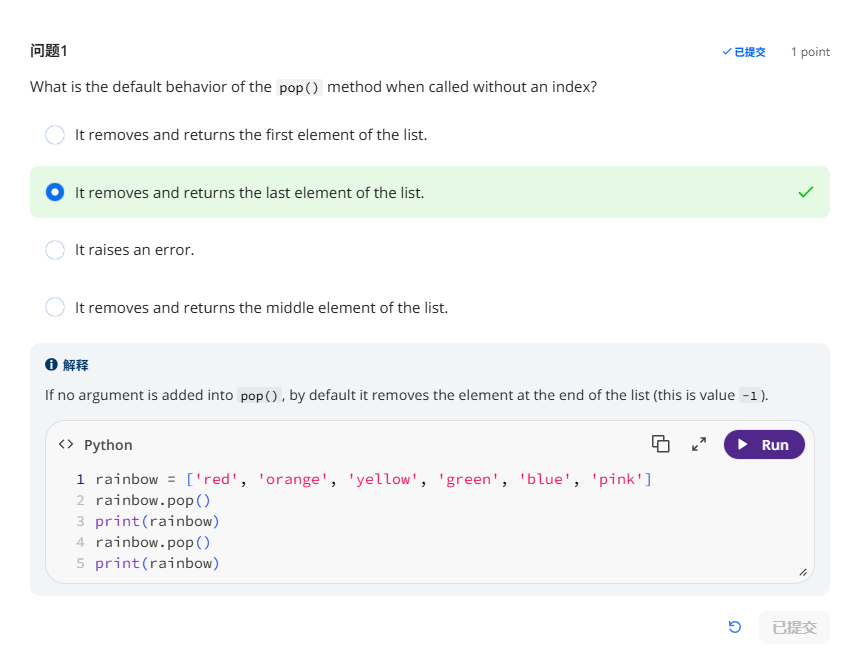 问题1
已提交 1 point
What is the default behavior of the pop() method when called without an index?
It removes and returns the first element of the list.
It removes and returns the last element of the list.
It raises an error.
It removes and returns the middle element of the list.
解释
If no argument is added into pop(), by default it removes the element at the end of the list (this is value -1).
<> Python
Run
1 rainbow = ['red', 'orange', 'yellow', 'green', 'blue', 'pink']
2 rainbow.pop()
3 print(rainbow)
4 rainbow.pop()
5 print(rainbow)
已提交